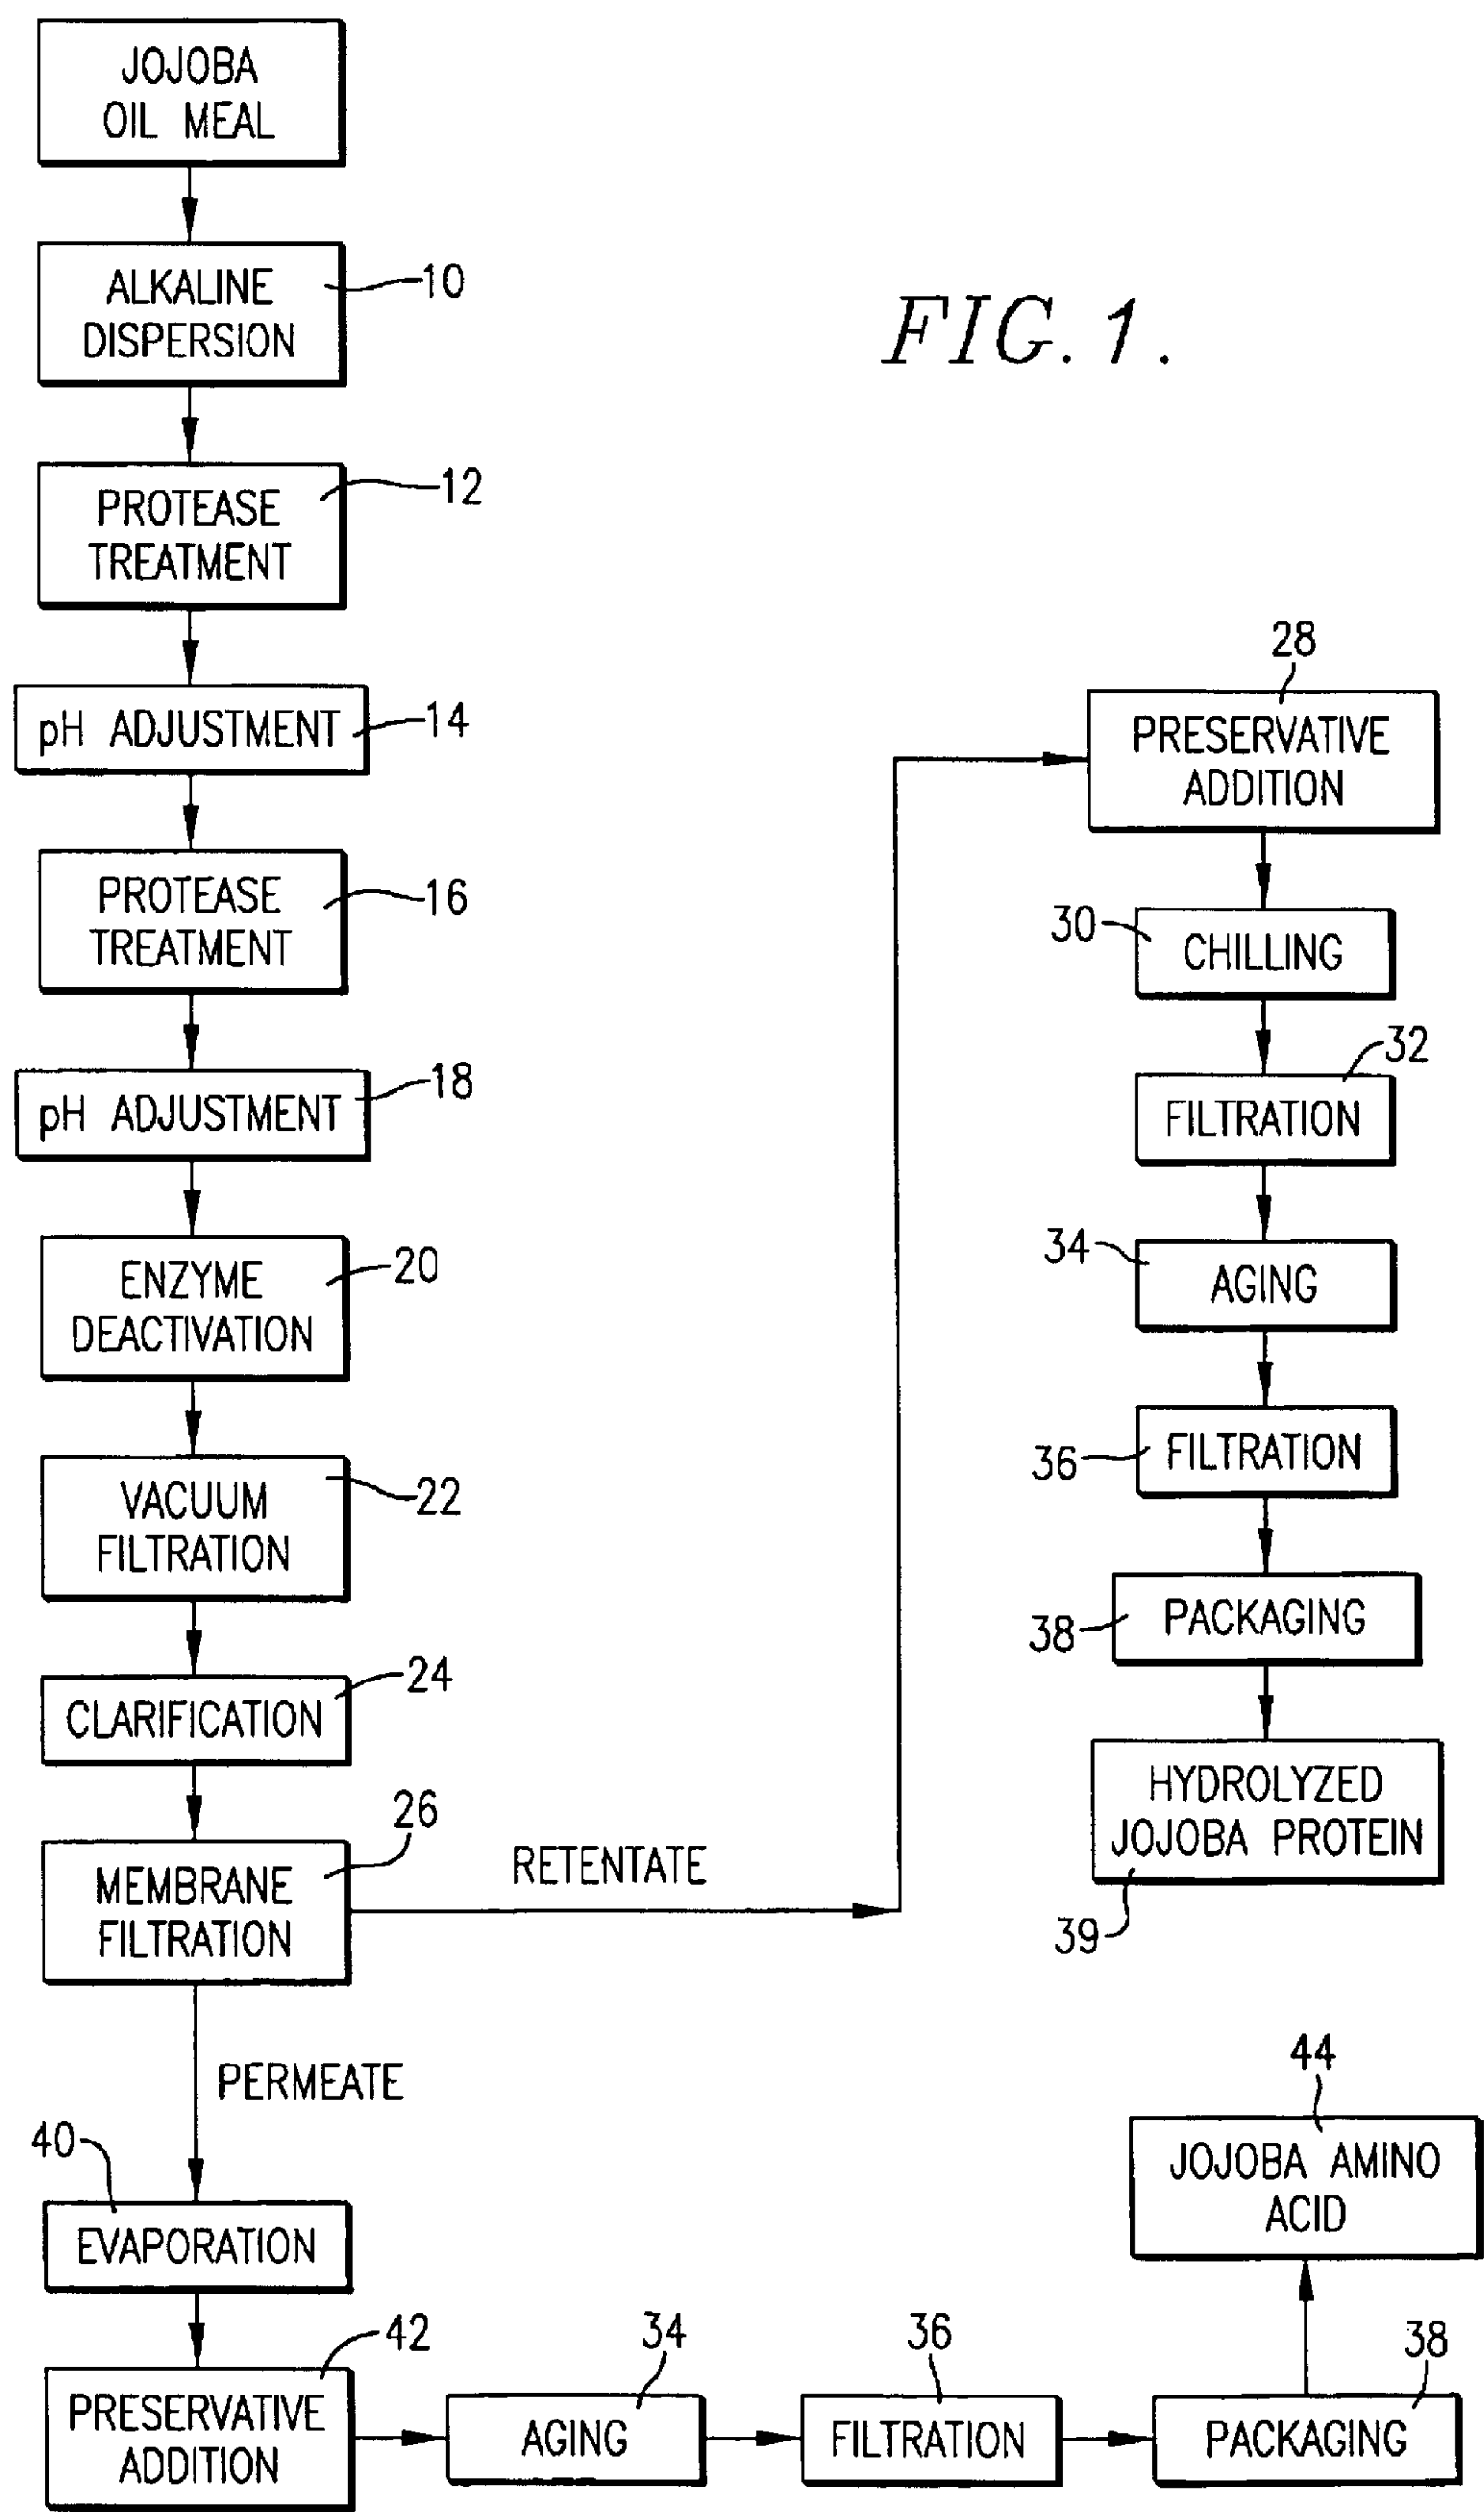 JOJOBA
OIL MEAL
ALKALINE
DISPERSION
10
FIG. 1.
PROTEASE
TREATMENT
12
pH ADJUSTMENT
14
PROTEASE
TREATMENT
16
pH ADJUSTMENT
18
ENZYME
DEACTIVATION
20
VACUUM
FILTRATION
22
CLARIFICATION
24
MEMBRANE
FILTRATION
26
RETENTATE
28
PRESERVATIVE
ADDITION
30
CHILLING
32
FILTRATION
34
AGING
36
FILTRATION
38
PACKAGING
HYDROLYZED
JOJOBA PROTEIN
39
PERMEATE
40
EVAPORATION
42
PRESERVATIVE
ADDITION
34
AGING
36
FILTRATION
38
PACKAGING
44
JOJOBA AMINO
ACID